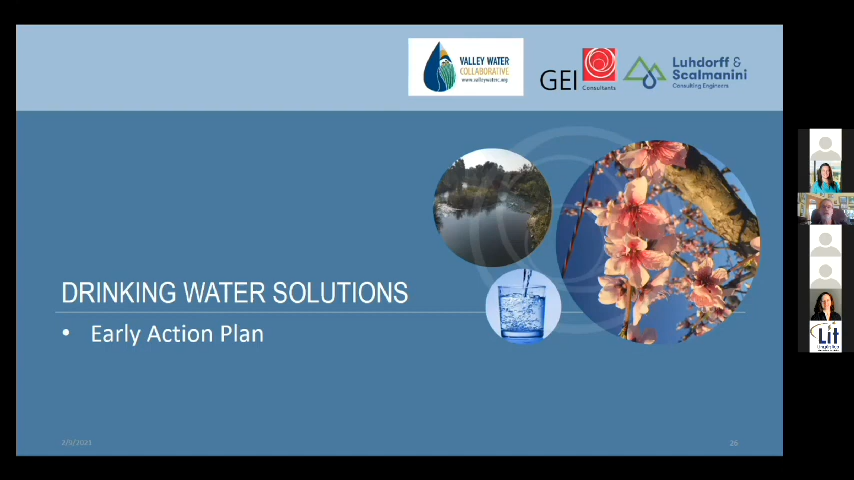 VALLEY WATER
COLLABORATIVE
www.valleywaterc.org
GEI
Consultants
Luhdorff &
Scalmanini
Consulting Engineers
DRINKING WATER SOLUTIONS
• Early Action Plan
2/9/2021
26
Lit